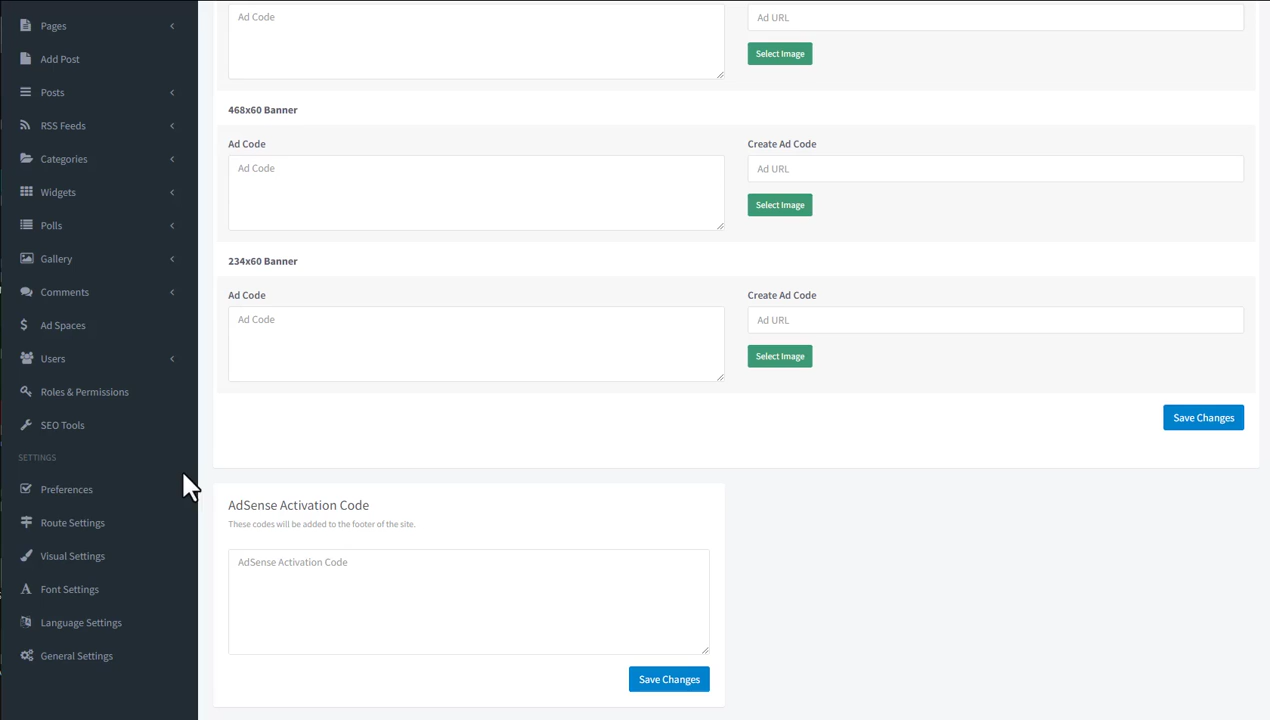 Pages
Add Post
Posts
RSS Feeds
Categories
Widgets
Polls
Gallery
Comments
Ad Spaces
Users
Roles & Permissions
SEO Tools
SETTINGS
Preferences
Route Settings
Visual Settings
Font Settings
Language Settings
General Settings
Ad Code
Ad URL
Select Image
468x60 Banner
Ad Code
Create Ad Code
Ad Code
Ad URL
Select Image
234x60 Banner
Ad Code
Create Ad Code
Ad Code
Ad URL
Select Image
Save Changes
AdSense Activation Code
These codes will be added to the footer of the site.
AdSense Activation Code
Save Changes